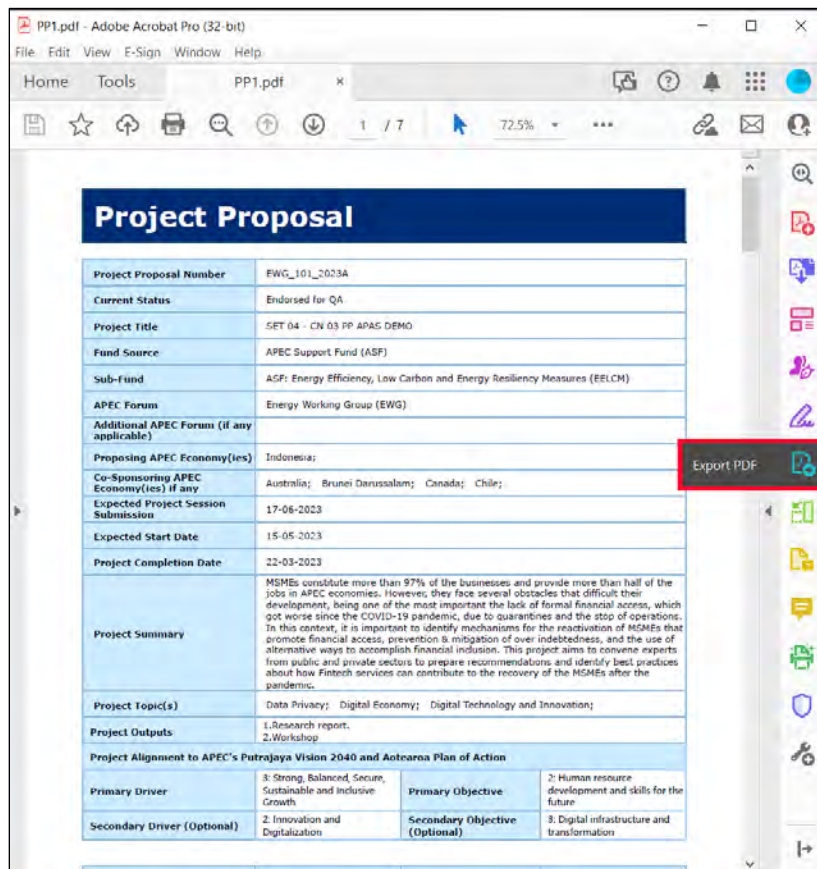 PP1.pdf - Adobe Acrobat Pro (32-bit)
File Edit View E-Sign Window Help
Home Tools PP1.pdf ×
1 / 7 72.5%
Project Proposal
Project Proposal Number EWG_101_2023A
Current Status Endorsed for QA
Project Title SET 04 - CN 03 PP APAS DEMO
Fund Source APEC Support Fund (ASF)
Sub-Fund ASF: Energy Efficiency, Low Carbon and Energy Resiliency Measures (EELCM)
APEC Forum Energy Working Group (EWG)
Additional APEC Forum (if any
applicable)
Proposing APEC Economy(ies) Indonesia;
Export PDF
Co-Sponsoring APEC
Economy(ies) if any
Australia; Brunei Darussalam; Canada; Chile;
Expected Project Session
Submission
17-06-2023
Expected Start Date 15-05-2023
Project Completion Date 22-03-2023
Project Summary
MSMEs constitute more than 97% of the businesses and provide more than half of the
jobs in APEC economies. However, they face several obstacles that difficult their
development, being one of the most important the lack of formal financial access, which
got worse since the COVID-19 pandemic, due to quarantines and the stop of operations.
In this context, it is important to identify mechanisms for the reactivation of MSMEs that
promote financial access, prevention & mitigation of over indebtedness, and the use of
alternative ways to accomplish financial inclusion. This project aims to convene experts
from public and private sectors to prepare recommendations and identify best practices
about how Fintech services can contribute to the recovery of the MSMEs after the
pandemic.
Project Topic(s) Data Privacy; Digital Economy; Digital Technology and Innovation;
Project Outputs
1.Research report.
2.Workshop
Project Alignment to APEC's Putrajaya Vision 2040 and Aotearoa Plan of Action
Primary Driver
3: Strong, Balanced, Secure,
Sustainable and Inclusive
Growth
Primary Objective
2: Human resource
development and skills for the
future
Secondary Driver (Optional)
2: Innovation and
Digitalization
Secondary Objective
(Optional)
3: Digital infrastructure and
transformation